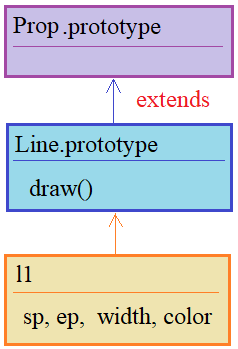 Prop.prototype
extends
Line.prototype
draw()
l1
sp, ep, width, color